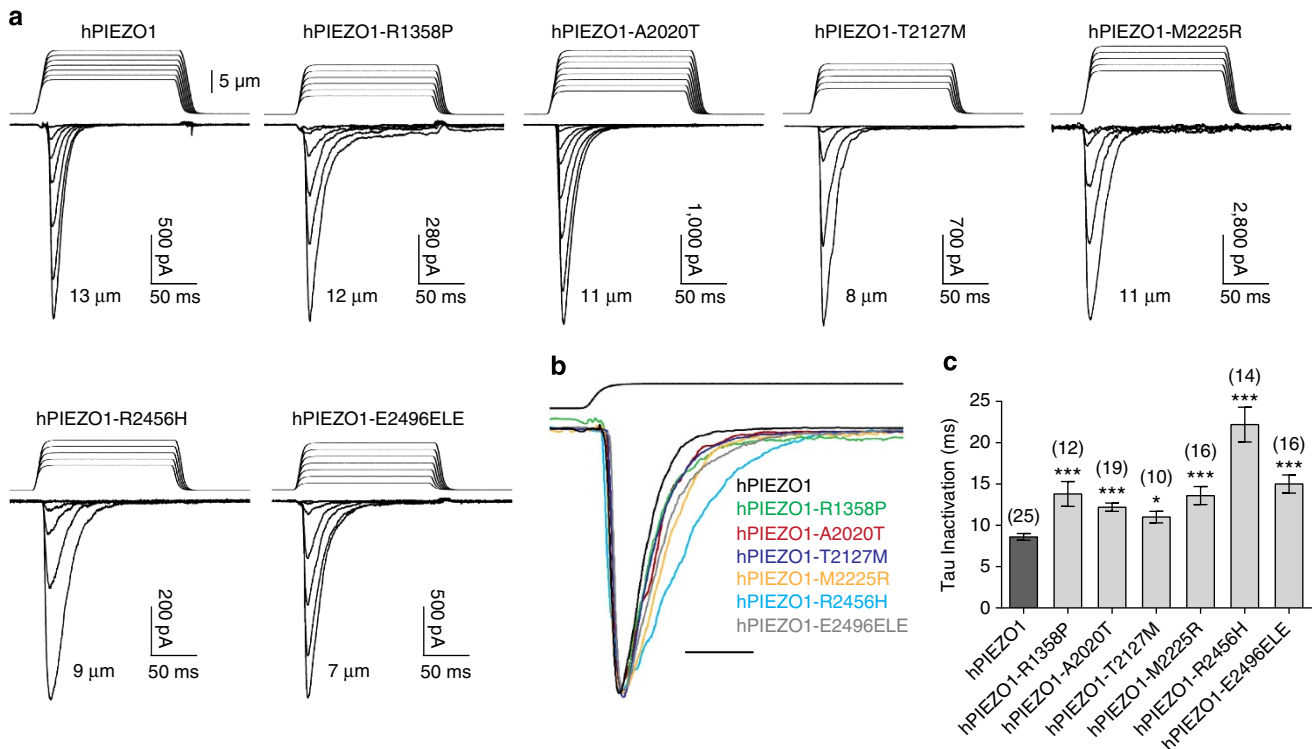 a
hPIEZO1
hPIEZO1-R1358P
hPIEZO1-A2020T
hPIEZO1-T2127M
hPIEZO1-M2225R
5 µm
500 pA
50 ms
13 µm
280 pA
50 ms
12 µm
1,000 pA
50 ms
11 µm
700 pA
50 ms
8 µm
2,800 pA
50 ms
11 µm
hPIEZO1-R2456H
hPIEZO1-E2496ELE
200 pA
50 ms
9 µm
500 pA
50 ms
7 µm
b
hPIEZO1
hPIEZO1-R1358P
hPIEZO1-A2020T
hPIEZO1-T2127M
hPIEZO1-M2225R
hPIEZO1-R2456H
hPIEZO1-E2496ELE
c
Tau Inactivation (ms)
25
20
15
10
5
0
(25)
(12)
***
(19)
***
(10)
*
(16)
***
(14)
***
(16)
***
hPIEZO1
hPIEZO1-R1358P
hPIEZO1-A2020T
hPIEZO1-T2127M
hPIEZO1-M2225R
hPIEZO1-R2456H
hPIEZO1-E2496ELE